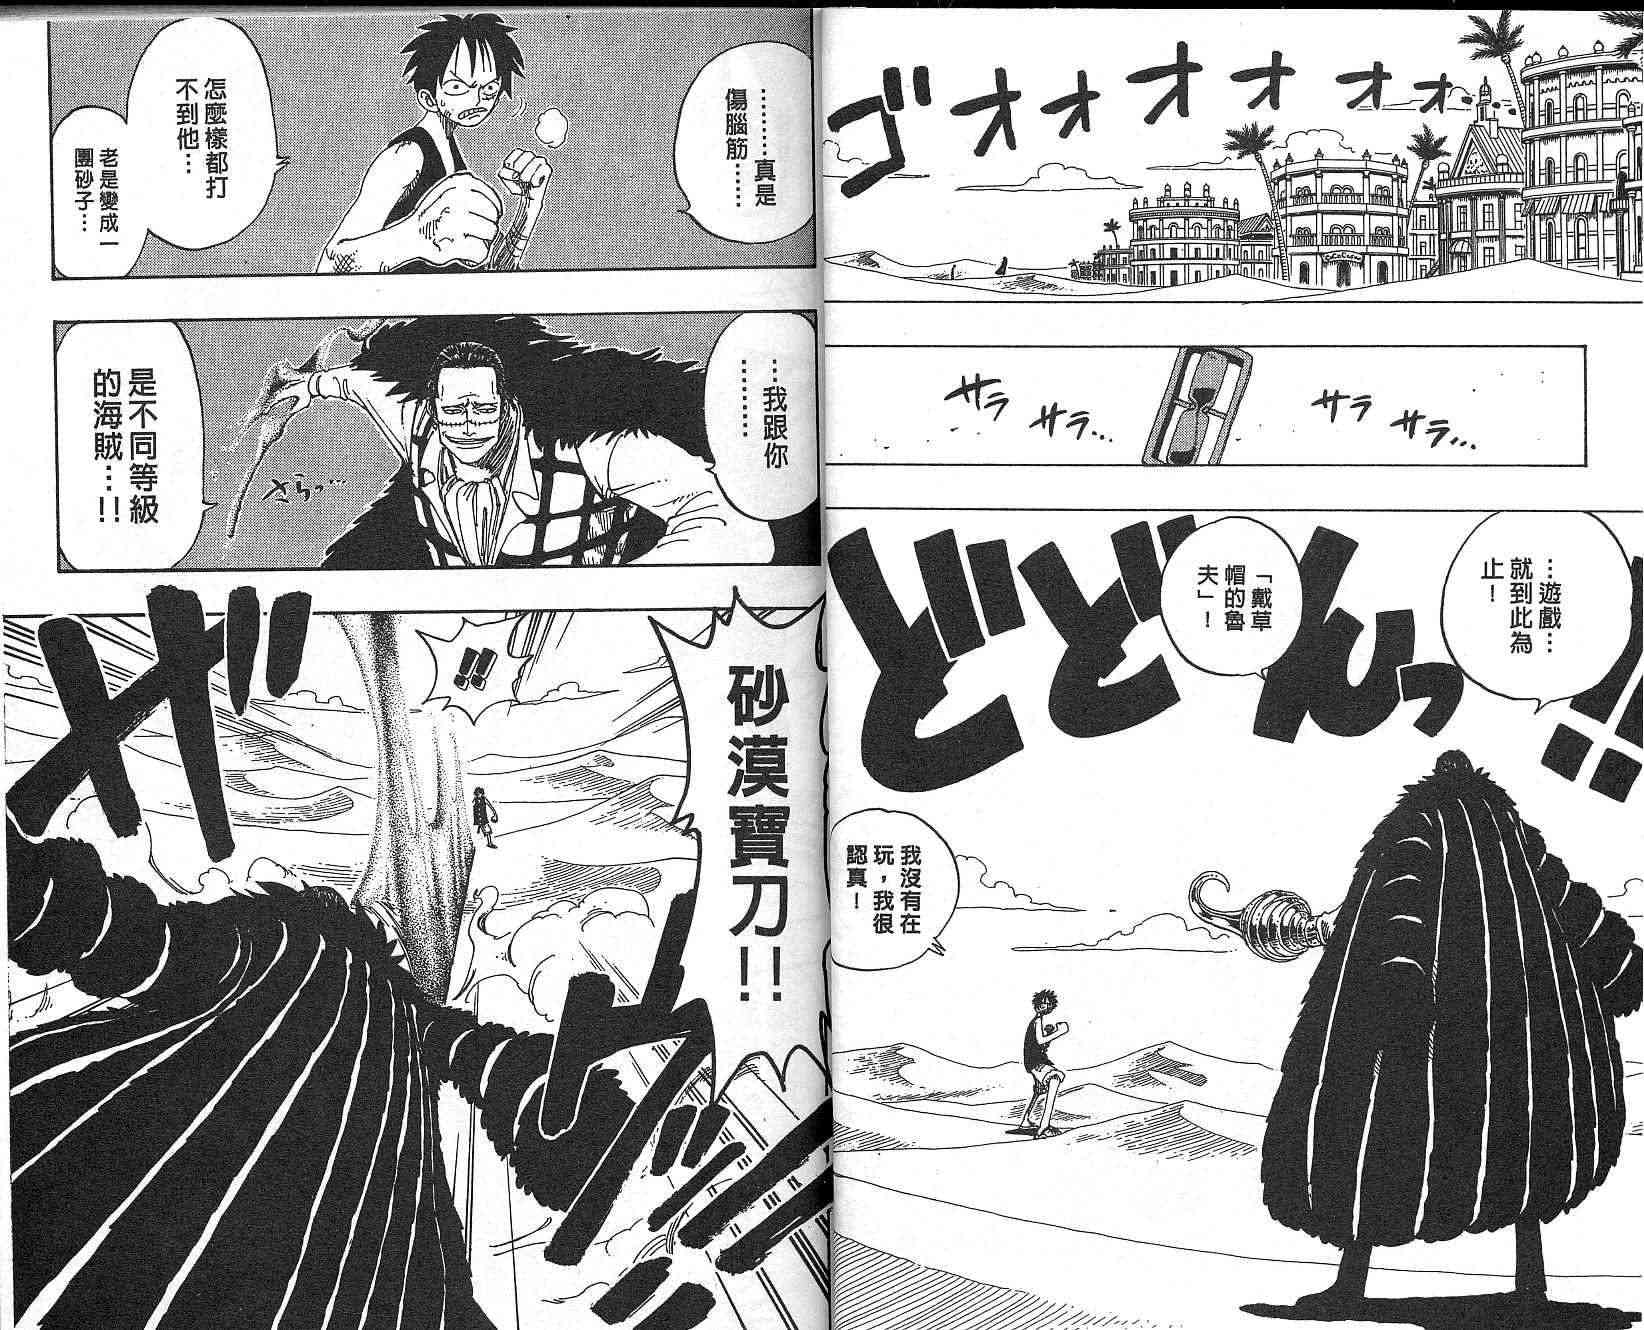 ゴオオオオオオ…
サラ
サラ…
サラ
サラ…
どどんっ!!
…遊戲…
就到此為
止！
「戴草
帽的魯
夫」！
我沒有在
玩，我很
認真！
………真是
傷腦筋……
怎麼樣都打
不到他…
老是變成一
團砂子…
…我跟你
………
さらっ…
是不同等級
的海賊…!!
!!
砂漠寶刀!!
ズバ